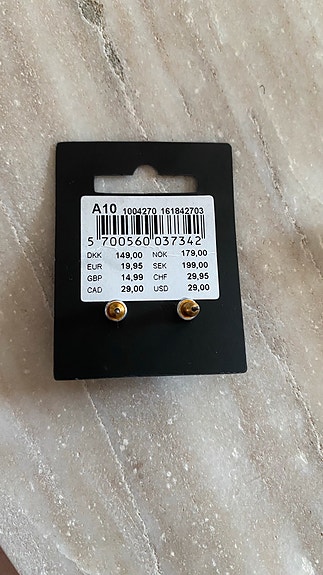 A10 1004270 161842703
5 700560 037342
DKK 149,00 NOK 179,00
EUR 19,95 SEK 199,00
GBP 14,99 CHF 29,95
CAD 29,00 USD 29,00